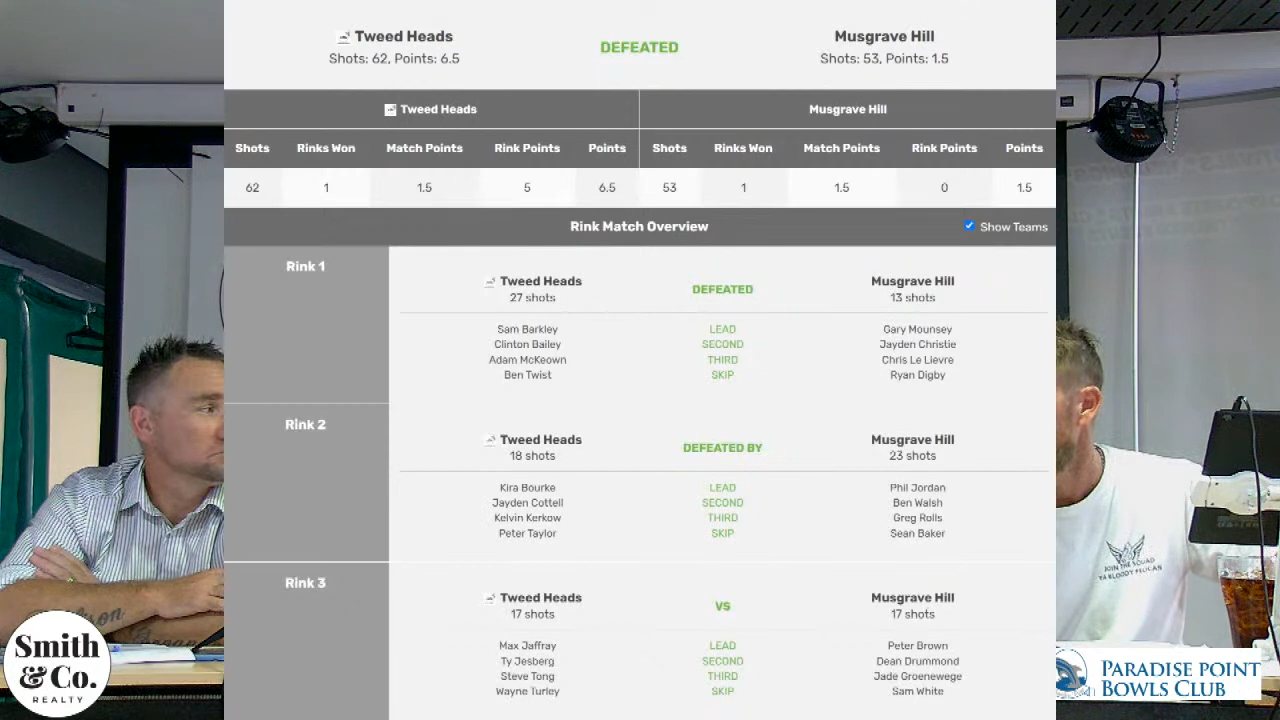 Tweed Heads
Shots: 62, Points: 6.5
DEFEATED
Musgrave Hill
Shots: 53, Points: 1.5
Tweed Heads
Musgrave Hill
Shots Rinks Won Match Points Rink Points Points Shots Rinks Won Match Points Rink Points Points
62 1 1.5 5 6.5 53 1 1.5 0 1.5
Rink Match Overview
Show Teams
Rink 1
Tweed Heads
27 shots
DEFEATED
Musgrave Hill
13 shots
Sam Barkley LEAD Gary Mounsey
Clinton Bailey SECOND Jayden Christie
Adam McKeown THIRD Chris Le Lievre
Ben Twist SKIP Ryan Digby
Rink 2
Tweed Heads
18 shots
DEFEATED BY
Musgrave Hill
23 shots
Kira Bourke LEAD Phil Jordan
Jayden Cottell SECOND Ben Walsh
Kelvin Kerkow THIRD Greg Rolls
Peter Taylor SKIP Sean Baker
Rink 3
Tweed Heads
17 shots
VS
Musgrave Hill
17 shots
Max Jaffray LEAD Peter Brown
Ty Jesberg SECOND Dean Drummond
Steve Tong THIRD Jade Groenewege
Wayne Turley SKIP Sam White
JOIN THE SQUAD
YA BLOODY PELICAN
Smith
& Co.
REALTY
PARADISE POINT
BOWLS CLUB